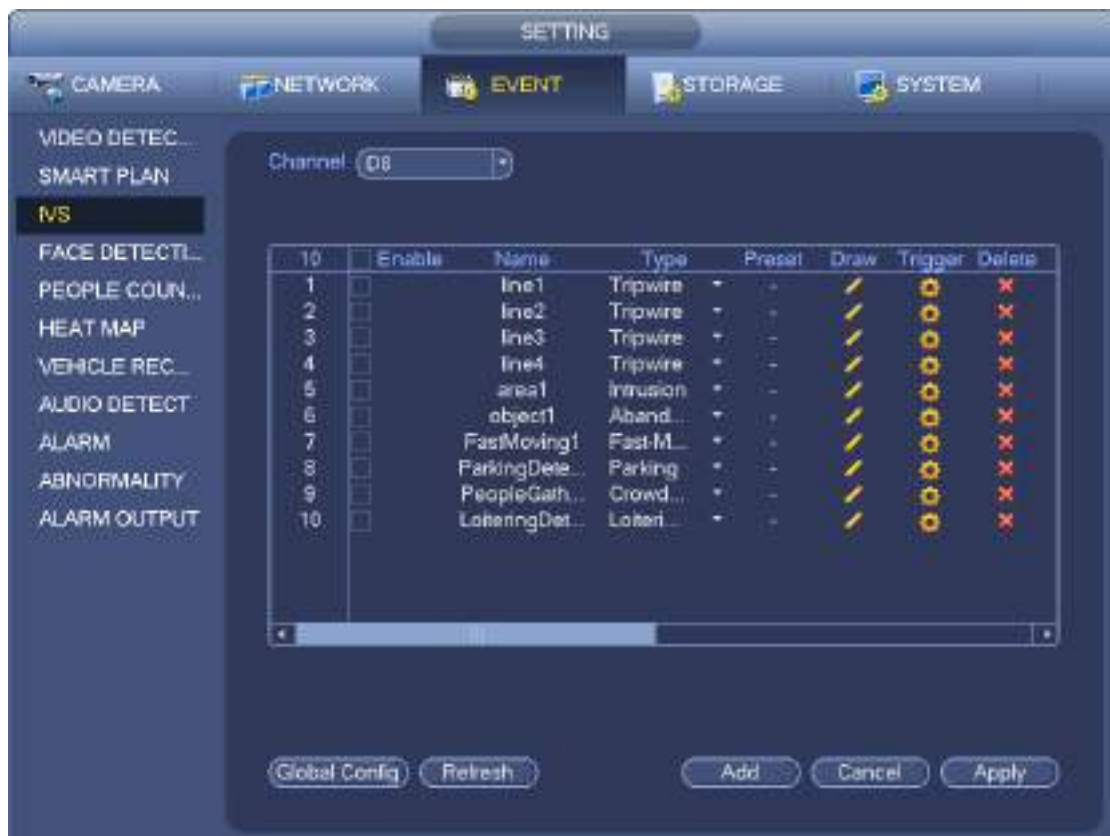 SETTING
CAMERA NETWORK EVENT STORAGE SYSTEM
VIDEO DETEC...
SMART PLAN
IVS
FACE DETECTI...
PEOPLE COUN...
HEAT MAP
VEHICLE REC...
AUDIO DETECT
ALARM
ABNORMALITY
ALARM OUTPUT
Channel D8
10 Enable Name Type Preset Draw Trigger Delete
1 line1 Tripwire -
2 line2 Tripwire -
3 line3 Tripwire -
4 line4 Tripwire -
5 area1 Intrusion -
6 object1 Aband... -
7 FastMoving1 Fast-M... -
8 ParkingDete... Parking -
9 PeopleGath... Crowd... -
10 LoiteringDet... Loiteri... -
Global Config Refresh Add Cancel Apply